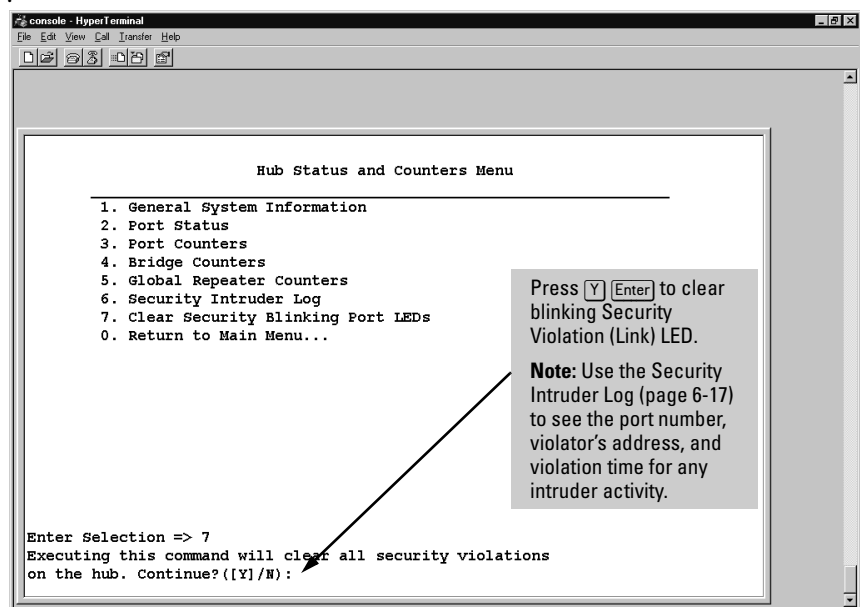 console - HyperTerminal
File Edit View Call Transfer Help
Hub Status and Counters Menu
1. General System Information
2. Port Status
3. Port Counters
4. Bridge Counters
5. Global Repeater Counters
6. Security Intruder Log
7. Clear Security Blinking Port LEDs
0. Return to Main Menu...
Press Y Enter to clear
blinking Security
Violation (Link) LED.
Note: Use the Security
Intruder Log (page 6-17)
to see the port number,
violator's address, and
violation time for any
intruder activity.
Enter Selection => 7
Executing this command will clear all security violations
on the hub. Continue?([Y]/N):